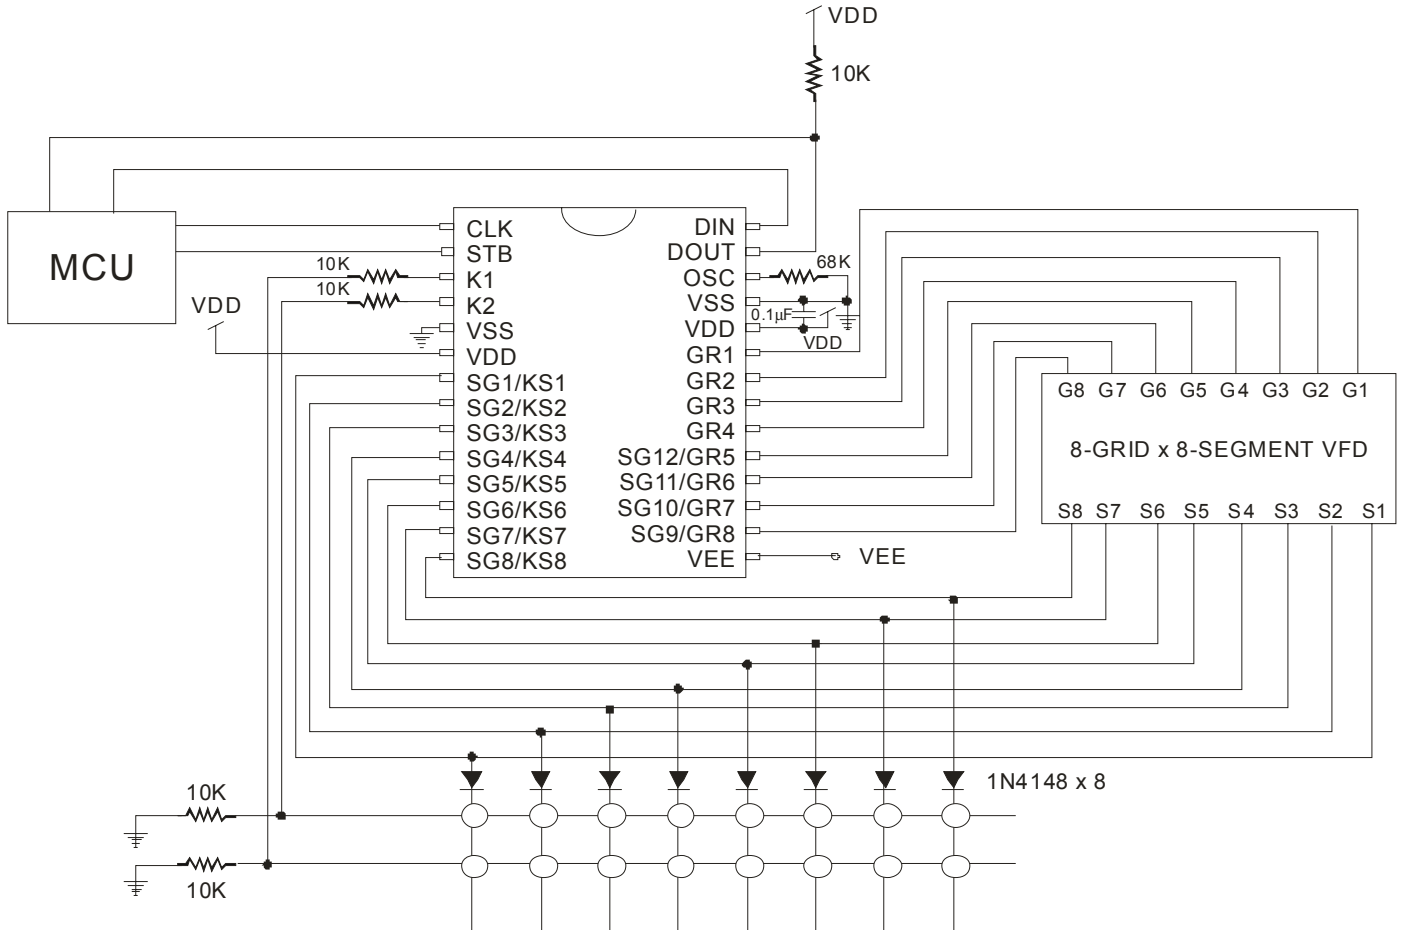 VDD
10K
MCU
CLK
STB
K1
K2
VSS
VDD
SG1/KS1
SG2/KS2
SG3/KS3
SG4/KS4
SG5/KS5
SG6/KS6
SG7/KS7
SG8/KS8
DIN
DOUT
OSC
VSS
VDD
GR1
GR2
GR3
GR4
SG12/GR5
SG11/GR6
SG10/GR7
SG9/GR8
VEE
10K
10K
VDD
68K
0.1µF
VDD
VEE
G8 G7 G6 G5 G4 G3 G2 G1
8-GRID x 8-SEGMENT VFD
S8 S7 S6 S5 S4 S3 S2 S1
1N4148 x 8
10K
10K